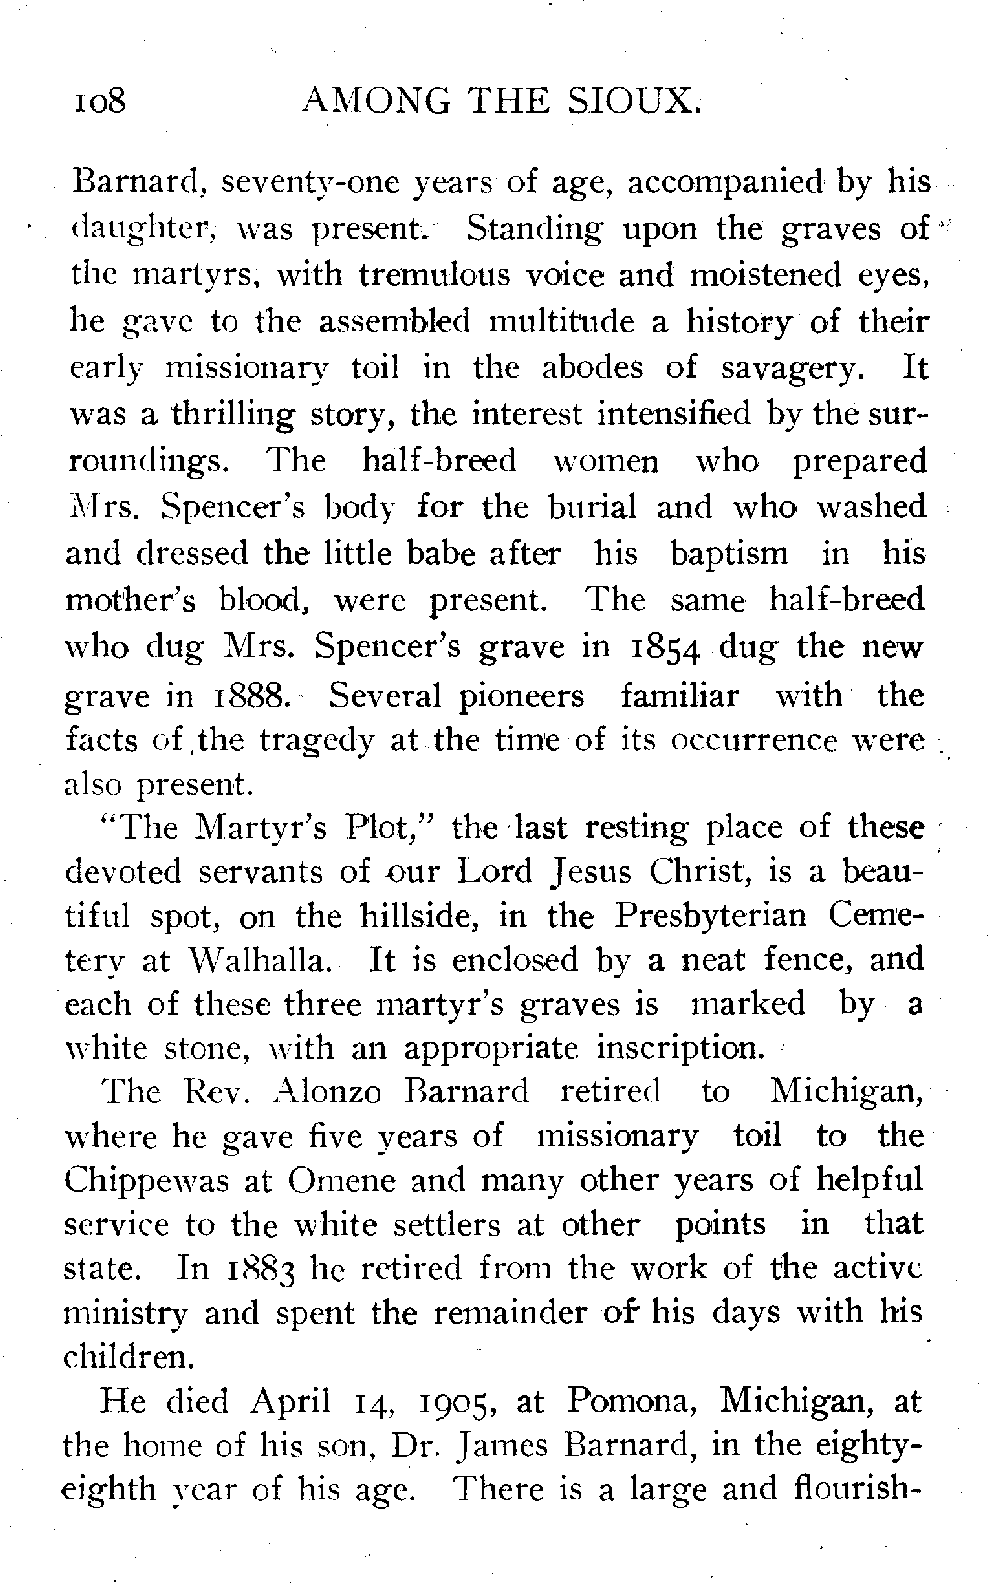 108 AMONG THE SIOUX.
Barnard, seventy-one years of age, accompanied by his
daughter, was present. Standing upon the graves of
the martyrs, with tremulous voice and moistened eyes,
he gave to the assembled multitude a history of their
early missionary toil in the abodes of savagery. It
was a thrilling story, the interest intensified by the sur-
roundings. The half-breed women who prepared
Mrs. Spencer's body for the burial and who washed
and dressed the little babe after his baptism in his
mother's blood, were present. The same half-breed
who dug Mrs. Spencer's grave in 1854 dug the new
grave in 1888. Several pioneers familiar with the
facts of the tragedy at the time of its occurrence were
also present.
"The Martyr's Plot," the last resting place of these
devoted servants of our Lord Jesus Christ, is a beau-
tiful spot, on the hillside, in the Presbyterian Ceme-
tery at Walhalla. It is enclosed by a neat fence, and
each of these three martyr's graves is marked by a
white stone, with an appropriate inscription.
The Rev. Alonzo Barnard retired to Michigan,
where he gave five years of missionary toil to the
Chippewas at Omene and many other years of helpful
service to the white settlers at other points in that
state. In 1883 he retired from the work of the active
ministry and spent the remainder of his days with his
children.
He died April 14, 1905, at Pomona, Michigan, at
the home of his son, Dr. James Barnard, in the eighty-
eighth year of his age. There is a large and flourish-